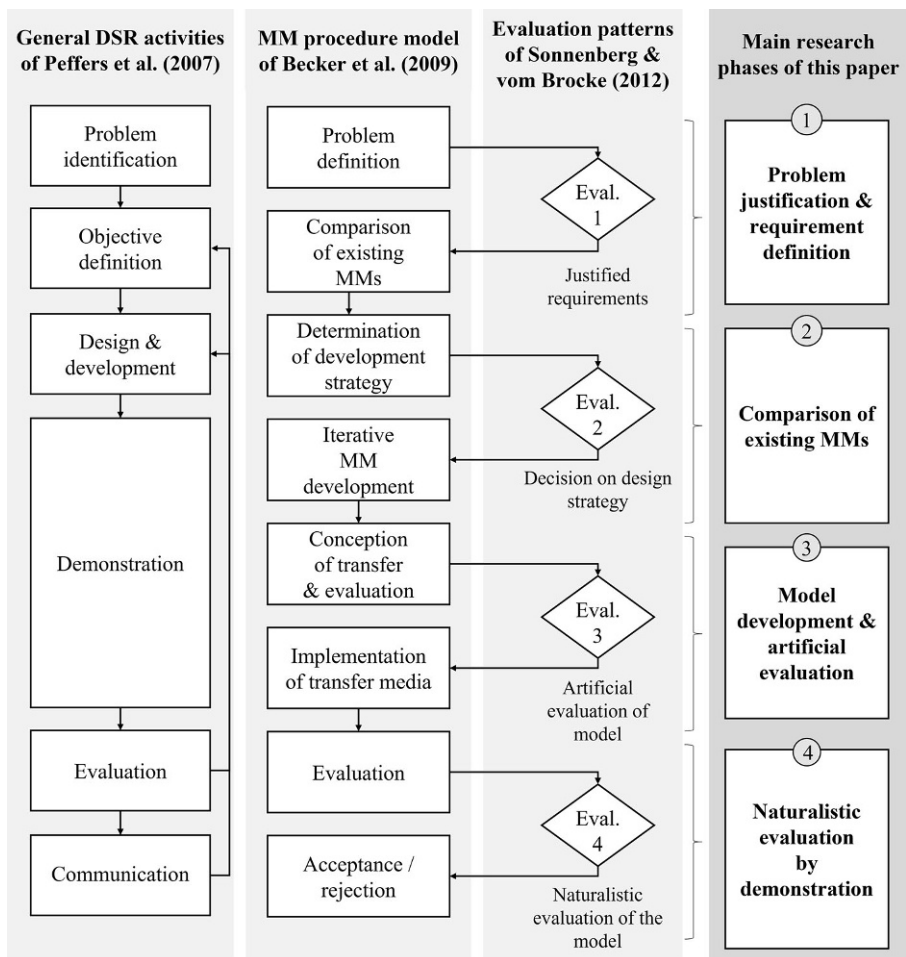 General DSR activities
of Peffers et al. (2007)
Problem
identification
Objective
definition
Design &
development
Demonstration
Evaluation
Communication
MM procedure model
of Becker et al. (2009)
Problem
definition
Comparison
of existing
MMs
Determination
of development
strategy
Iterative
MM
development
Conception
of transfer
& evaluation
Implementation
of transfer media
Evaluation
Acceptance /
rejection
Evaluation patterns
of Sonnenberg &
vom Brocke (2012)
Eval.
1
Justified
requirements
Eval.
2
Decision on design
strategy
Eval.
3
Artificial
evaluation of
model
Eval.
4
Naturalistic
evaluation of the
model
Main research
phases of this paper
1
Problem
justification &
requirement
definition
2
Comparison of
existing MMs
3
Model
development &
artificial
evaluation
4
Naturalistic
evaluation
by
demonstration